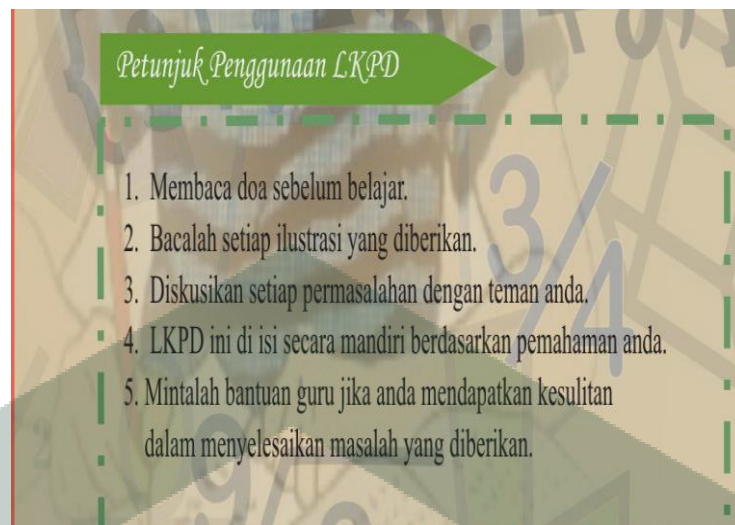 Petunjuk Penggunaan LKPD
1. Membaca doa sebelum belajar.
2. Bacalah setiap ilustrasi yang diberikan.
3. Diskusikan setiap permasalahan dengan teman anda.
4. LKPD ini di isi secara mandiri berdasarkan pemahaman anda.
5. Mintalah bantuan guru jika anda mendapatkan kesulitan
dalam menyelesaikan masalah yang diberikan.
3/4